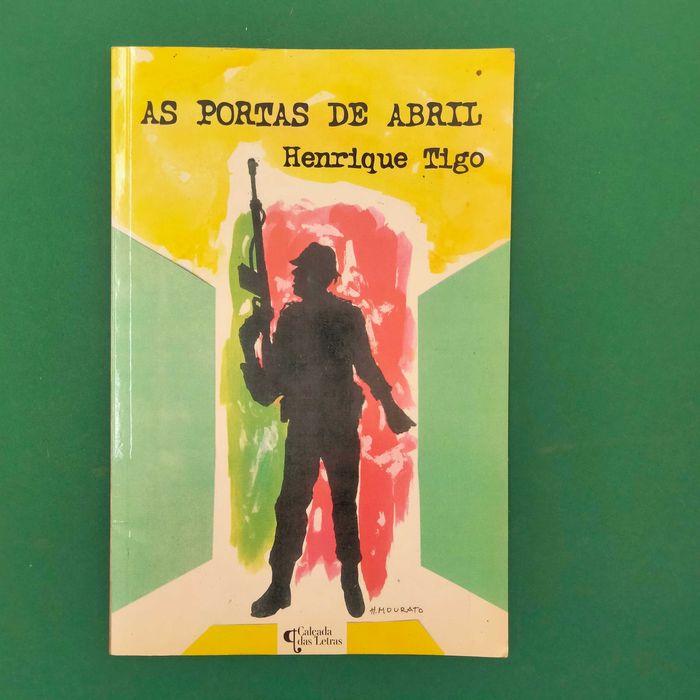 AS PORTAS DE ABRIL
Henrique Tigo
H.MOURATO
Calçada
das Letras